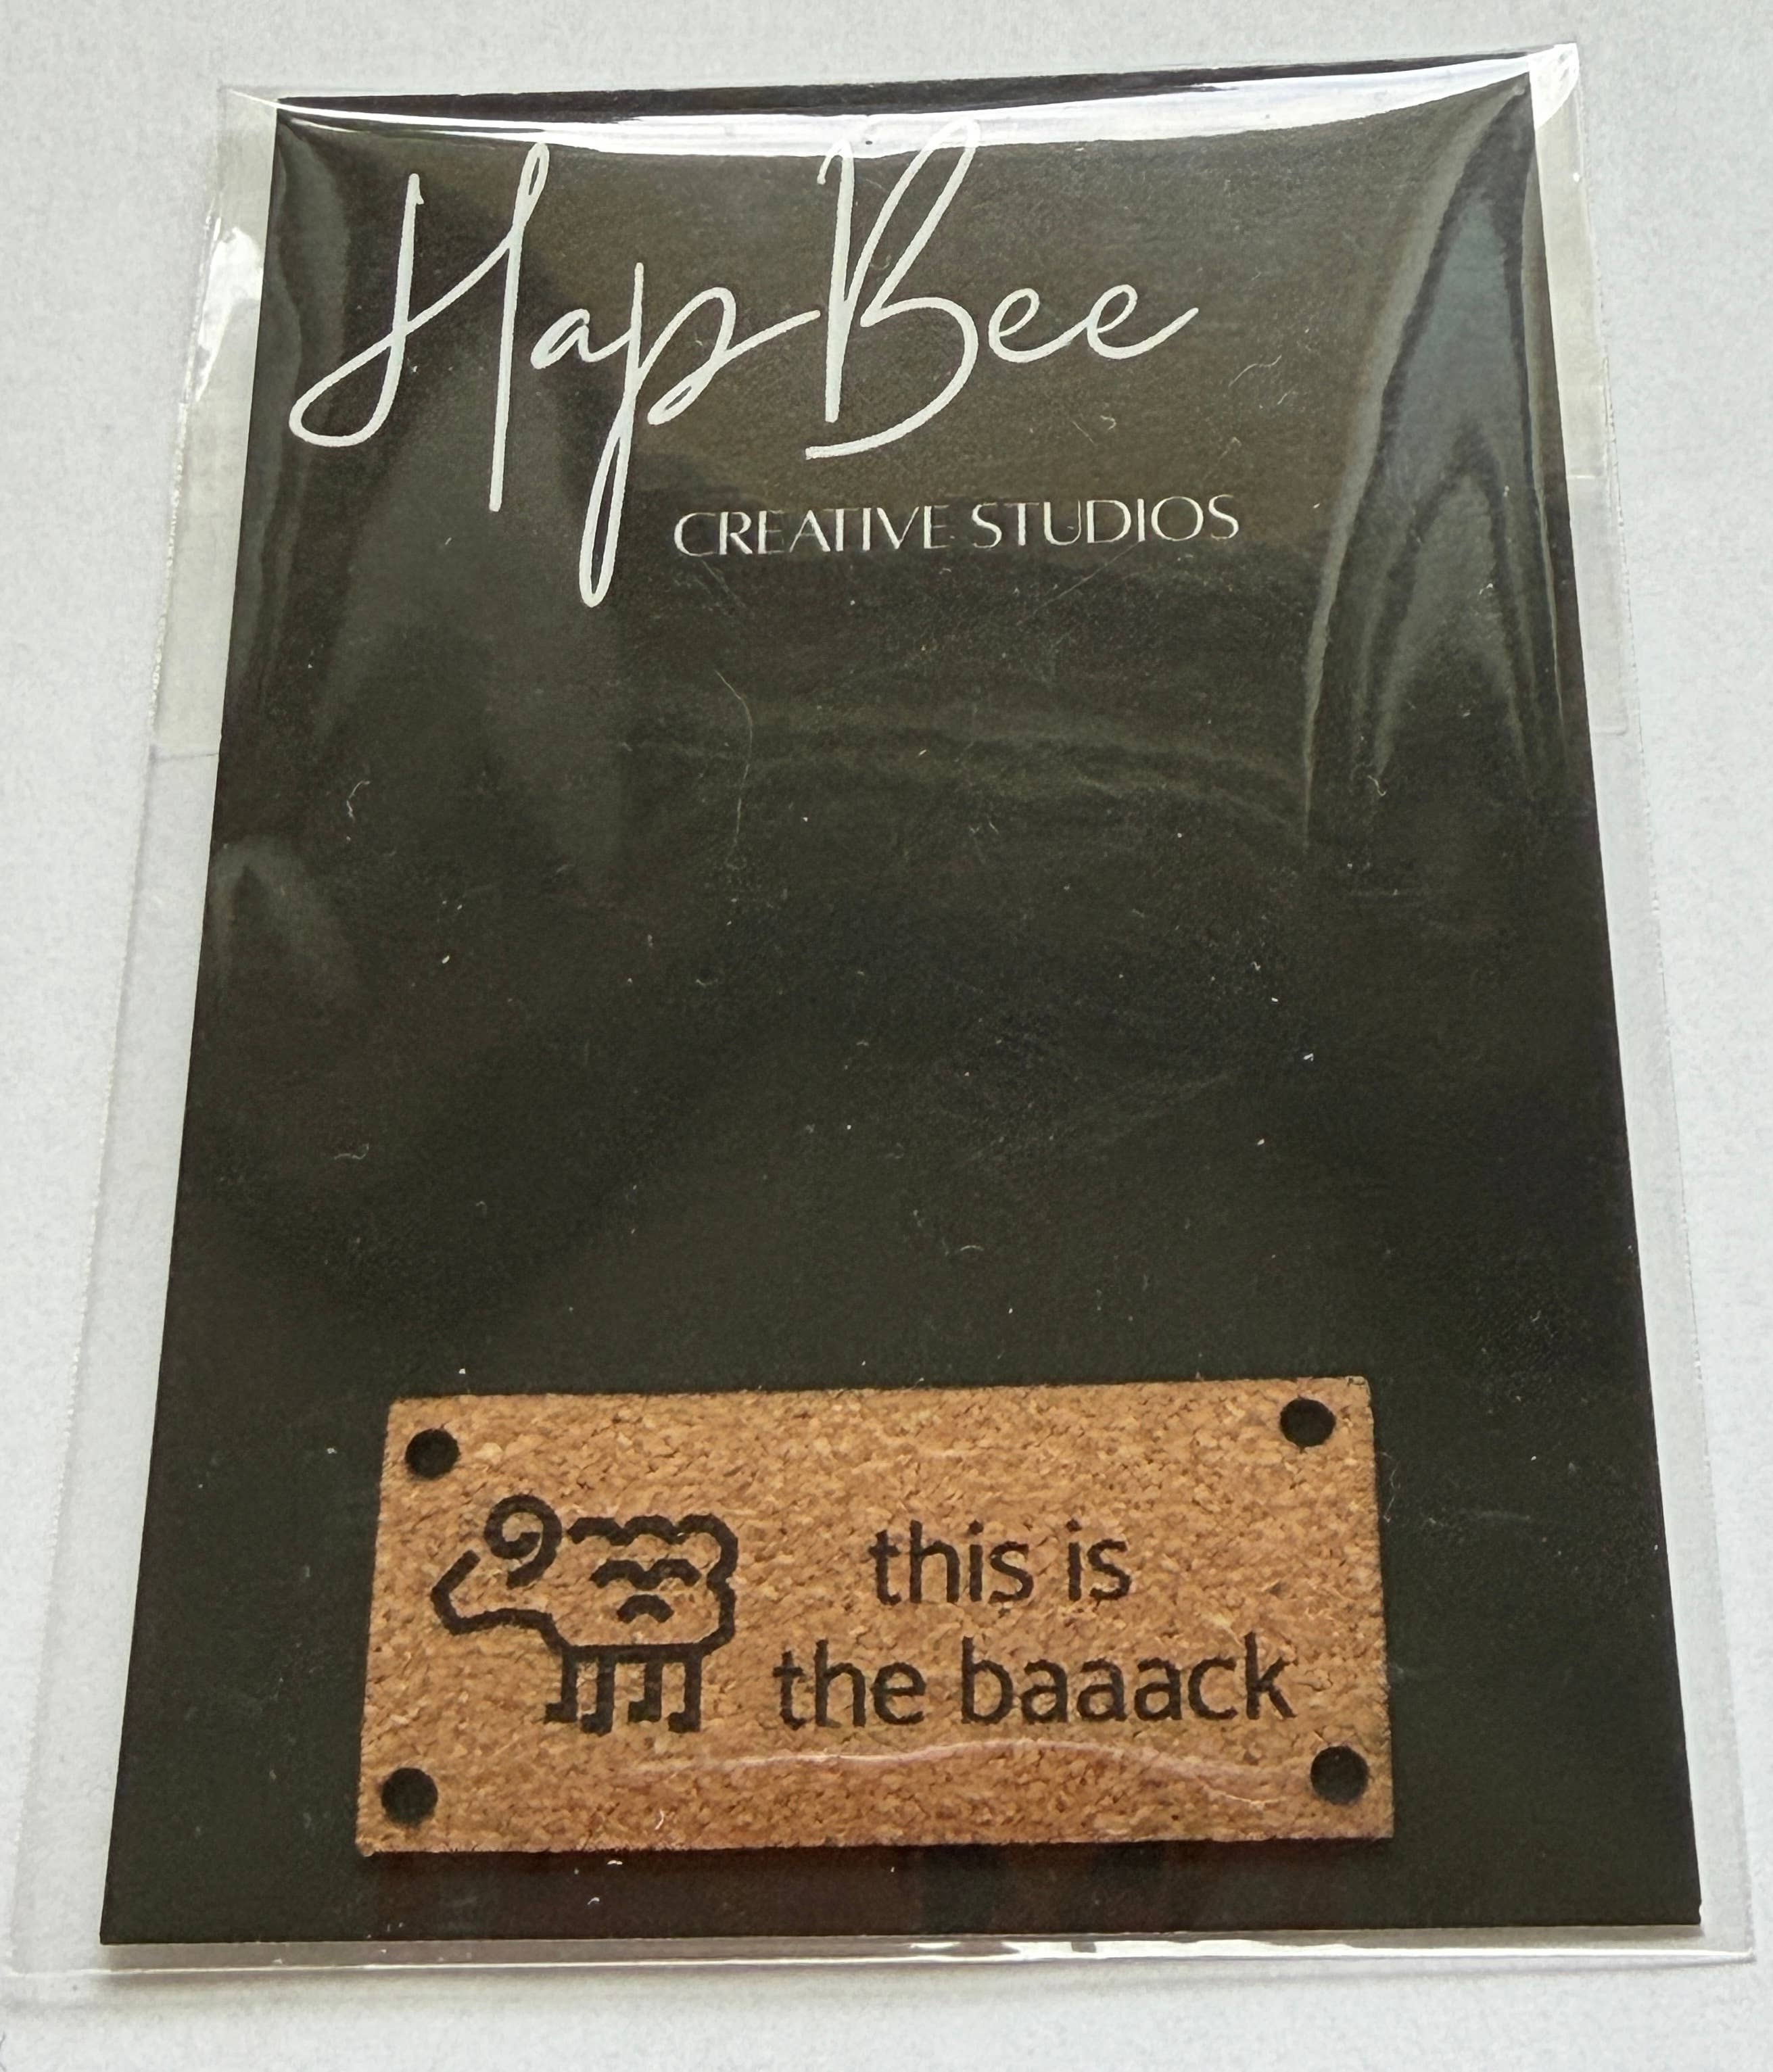 HapBee
CREATIVE STUDIOS
this is
the baaack